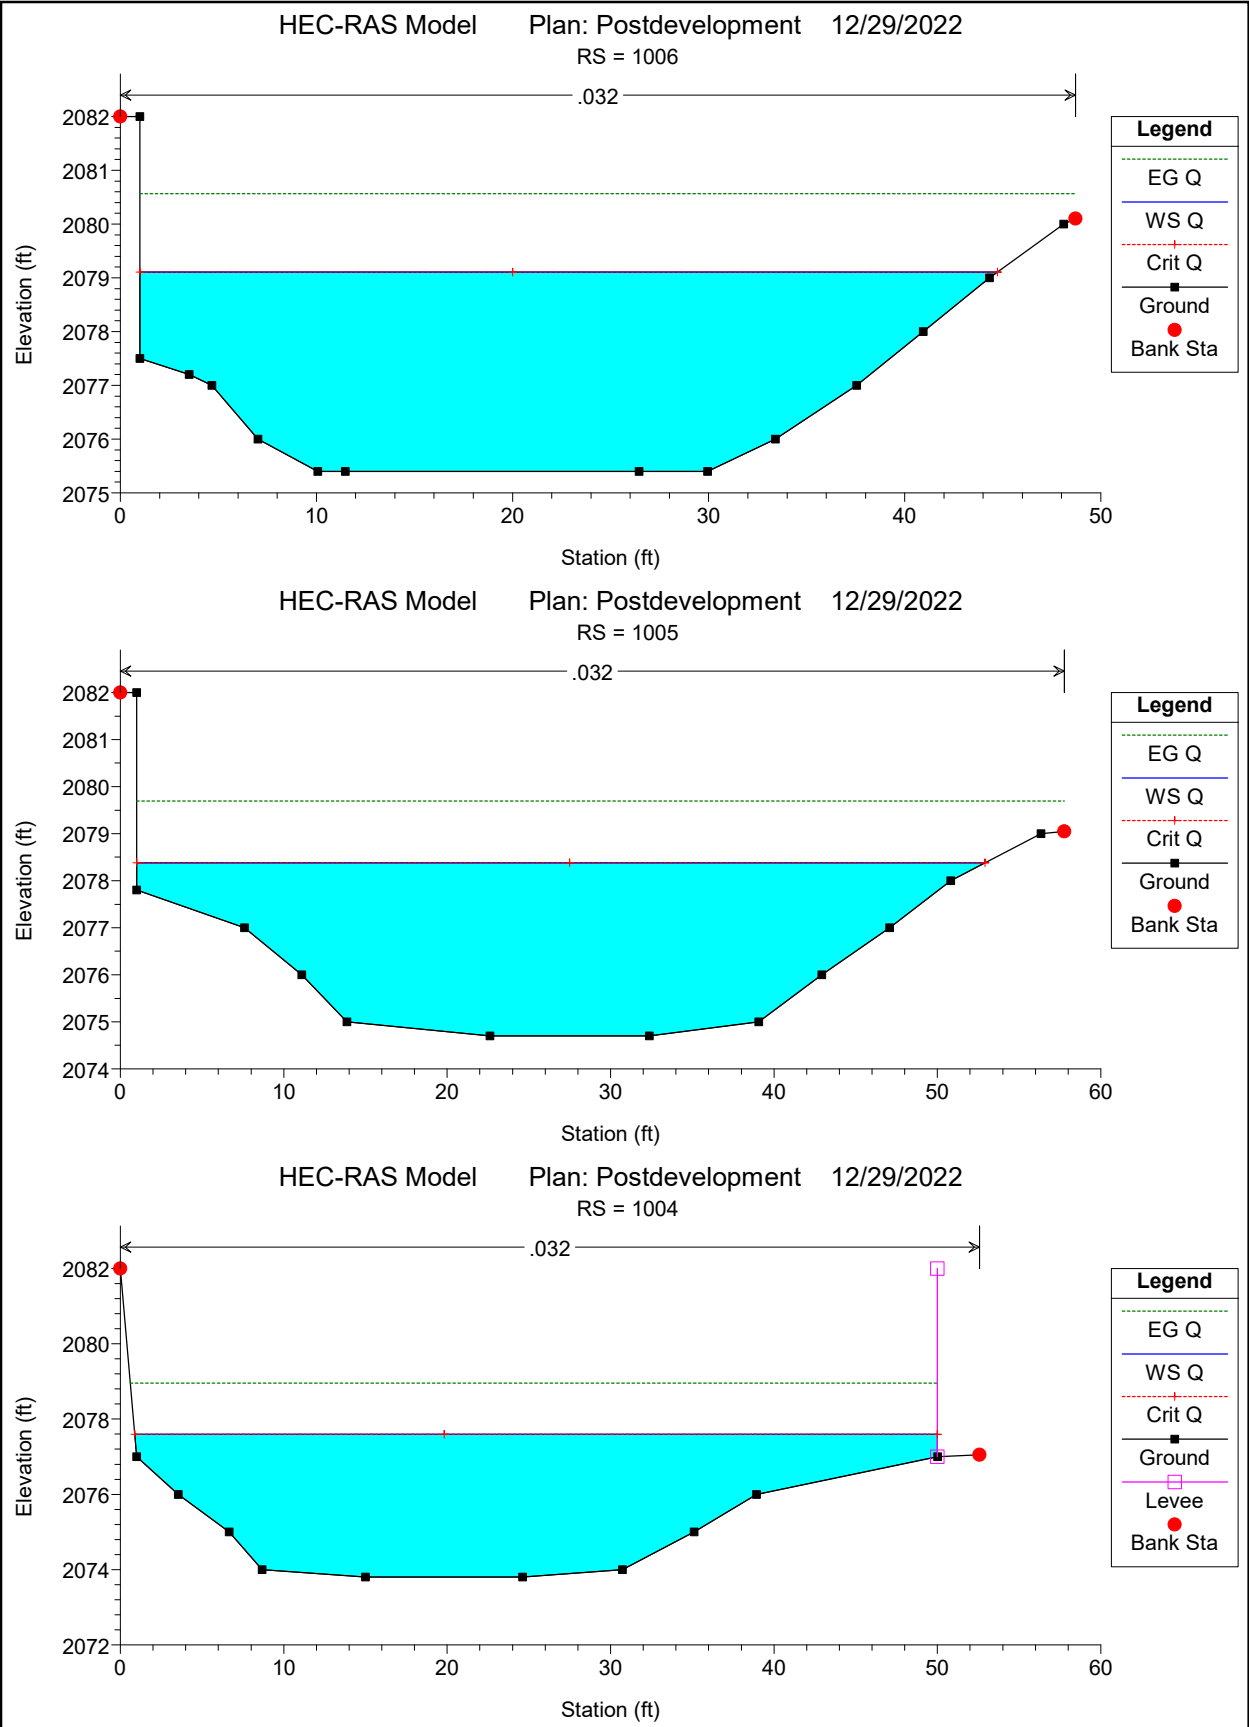 HEC-RAS Model Plan: Postdevelopment 12/29/2022
RS = 1006
.032
2082
2081
2080
2079
2078
2077
2076
2075
Elevation (ft)
0 10 20 30 40 50
Station (ft)
Legend
EG Q
WS Q
Crit Q
Ground
Bank Sta
HEC-RAS Model Plan: Postdevelopment 12/29/2022
RS = 1005
.032
2082
2081
2080
2079
2078
2077
2076
2075
2074
Elevation (ft)
0 10 20 30 40 50 60
Station (ft)
Legend
EG Q
WS Q
Crit Q
Ground
Bank Sta
HEC-RAS Model Plan: Postdevelopment 12/29/2022
RS = 1004
.032
2082
2080
2078
2076
2074
2072
Elevation (ft)
0 10 20 30 40 50 60
Station (ft)
Legend
EG Q
WS Q
Crit Q
Ground
Levee
Bank Sta